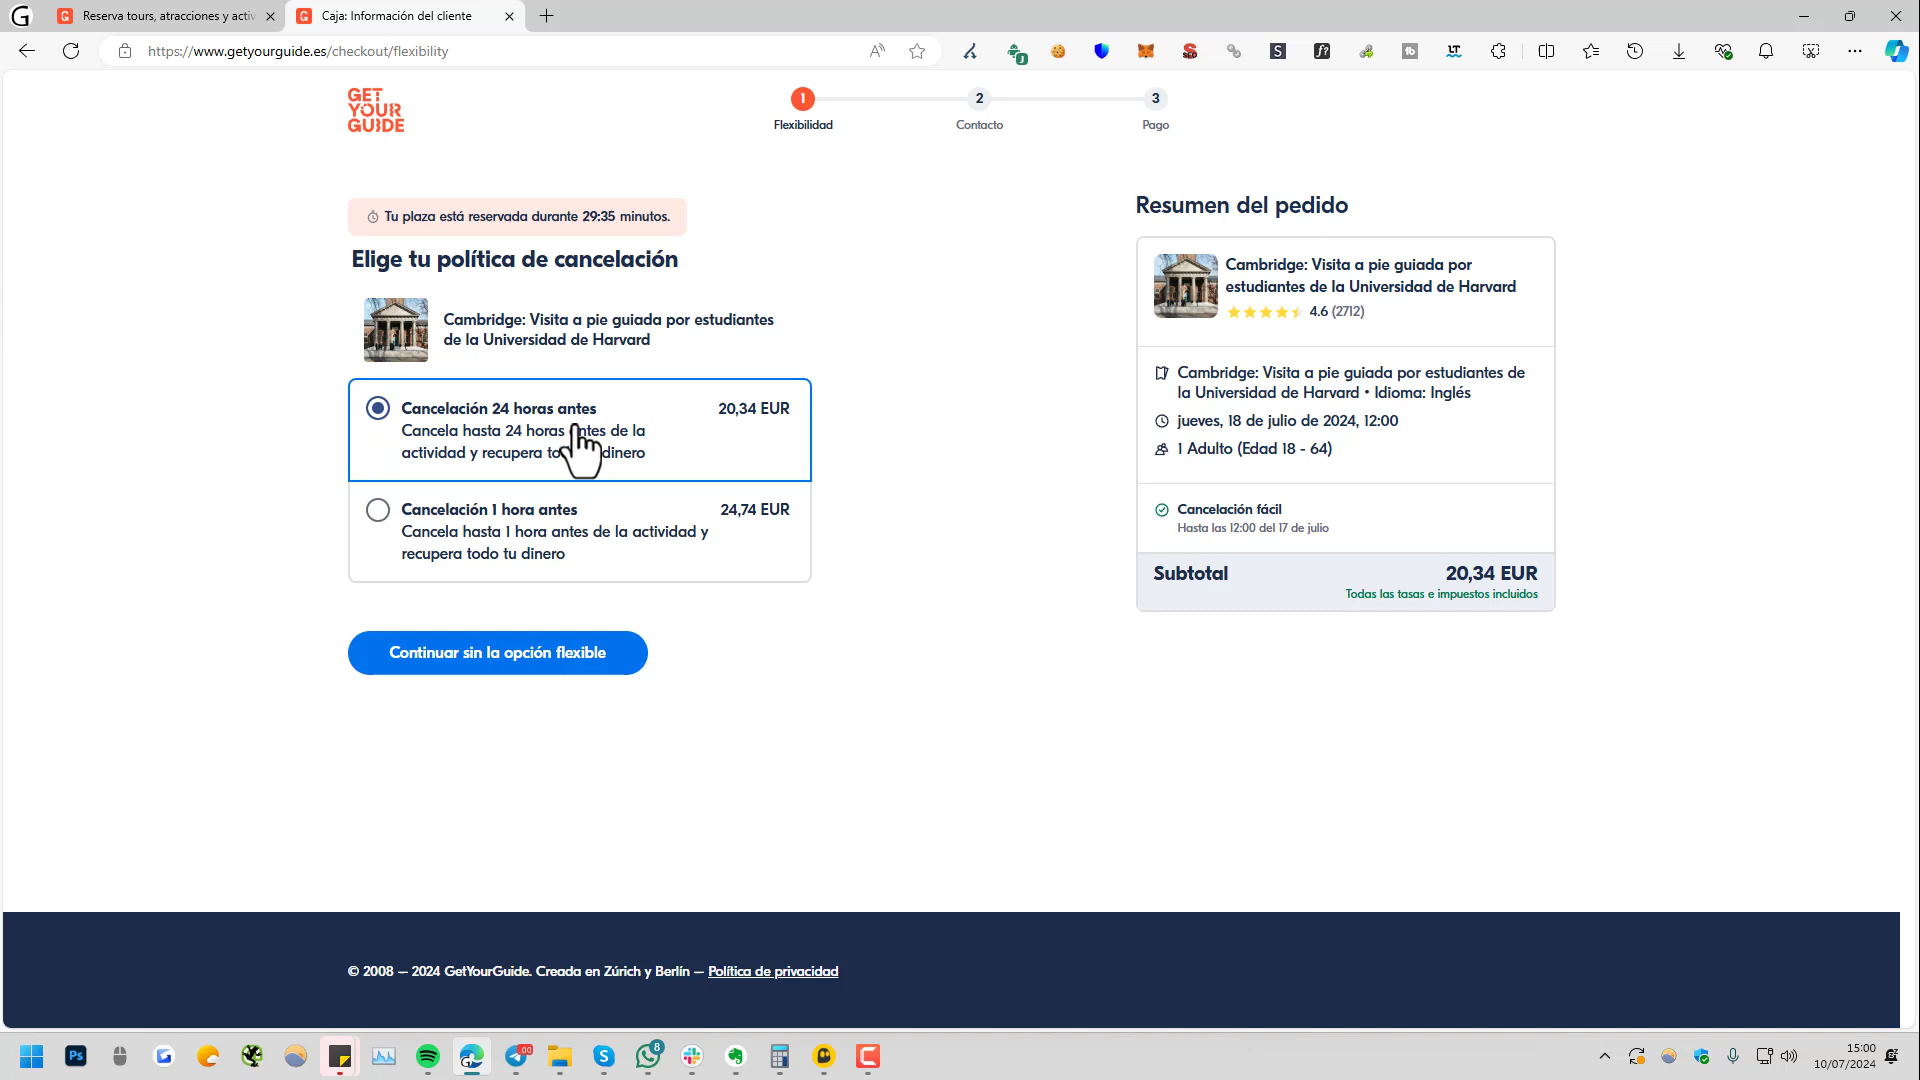 Reserva tours, atracciones y activ
Caja: Información del cliente
https://www.getyourguide.es/checkout/flexibility
GET
YOUR
GUIDE
1
2
3
Flexibilidad
Contacto
Pago
Tu plaza está reservada durante 29:35 minutos.
Elige tu política de cancelación
Cambridge: Visita a pie guiada por estudiantes
de la Universidad de Harvard
Cancelación 24 horas antes
20,34 EUR
Cancela hasta 24 horas antes de la
actividad y recupera to dinero
Cancelación 1 hora antes
24,74 EUR
Cancela hasta 1 hora antes de la actividad y
recupera todo tu dinero
Continuar sin la opción flexible
Resumen del pedido
Cambridge: Visita a pie guiada por
estudiantes de la Universidad de Harvard
4.6 (2712)
Cambridge: Visita a pie guiada por estudiantes de
la Universidad de Harvard • Idioma: Inglés
jueves, 18 de julio de 2024, 12:00
1 Adulto (Edad 18 - 64)
Cancelación fácil
Hasta las 12:00 del 17 de julio
Subtotal
20,34 EUR
Todas las tasas e impuestos incluidos
© 2008 – 2024 GetYourGuide. Creada en Zúrich y Berlín – Política de privacidad
Ps
8
15:00
10/07/2024